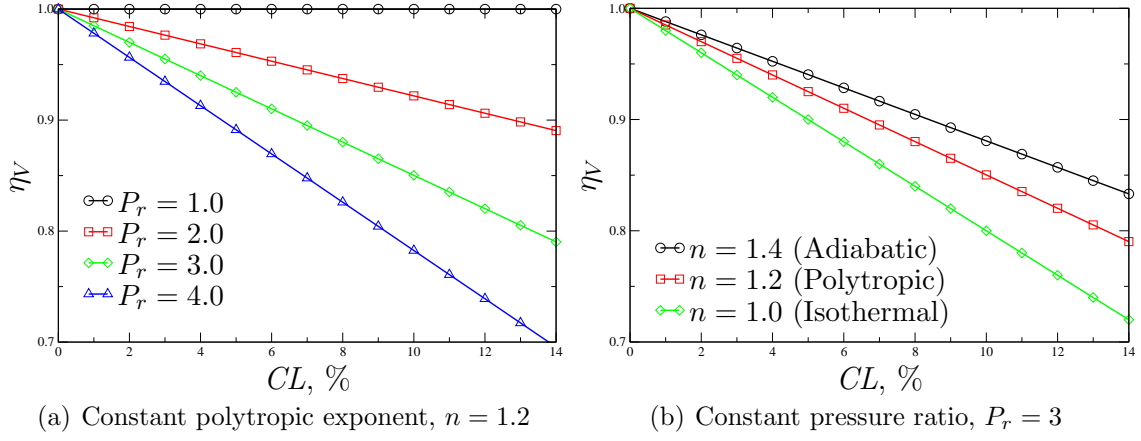 1.0
0.9
0.8
0.7
η_V
P_r = 1.0
P_r = 2.0
P_r = 3.0
P_r = 4.0
0 2 4 6 8 10 12 14
CL, %
(a) Constant polytropic exponent, n = 1.2
1.0
0.9
0.8
0.7
η_V
n = 1.4 (Adiabatic)
n = 1.2 (Polytropic)
n = 1.0 (Isothermal)
0 2 4 6 8 10 12 14
CL, %
(b) Constant pressure ratio, P_r = 3